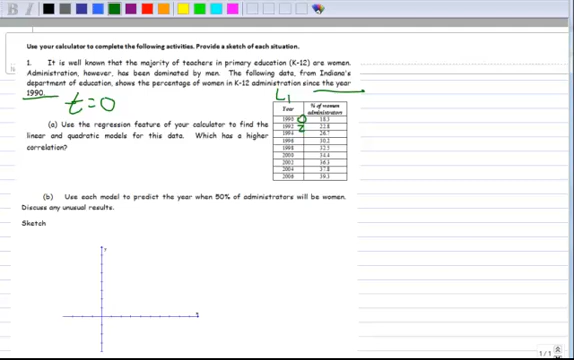 Use your calculator to complete the following activities. Provide a sketch of each situation.
1. It is well known that the majority of teachers in primary education (K-12) are women.
Administration, however, has been dominated by men. The following data, from Indiana's
department of education, shows the percentage of women in K-12 administration since the year
1990.
t=0
L1
Year % of women administrators
1990 0 18.3
1992 2 22.8
1994 26.7
1996 30.2
1998 32.5
2000 34.4
2002 36.3
2004 37.8
2006 39.3
(a) Use the regression feature of your calculator to find the
linear and quadratic models for this data. Which has a higher
correlation?
(b) Use each model to predict the year when 50% of administrators will be women.
Discuss any unusual results.
Sketch
y
1/1